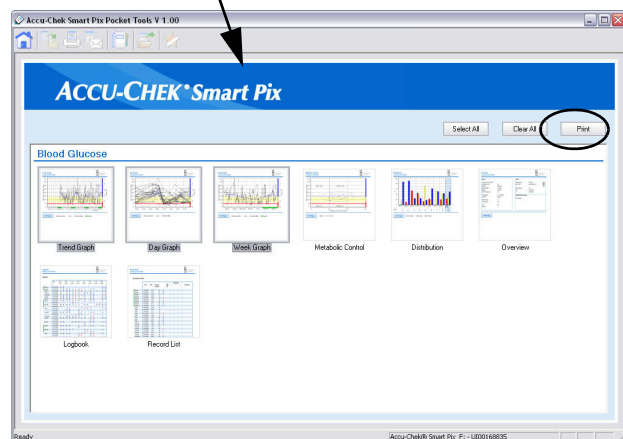 Accu-Chek Smart Pix Pocket Tools V 1.00
ACCU-CHEK® Smart Pix
Select All Clear All Print
Blood Glucose
Trend Graph Day Graph Week Graph Metabolic Control Distribution Overview
Logbook Record List
Ready Accu-Chek® Smart Pix F: - UI00168835